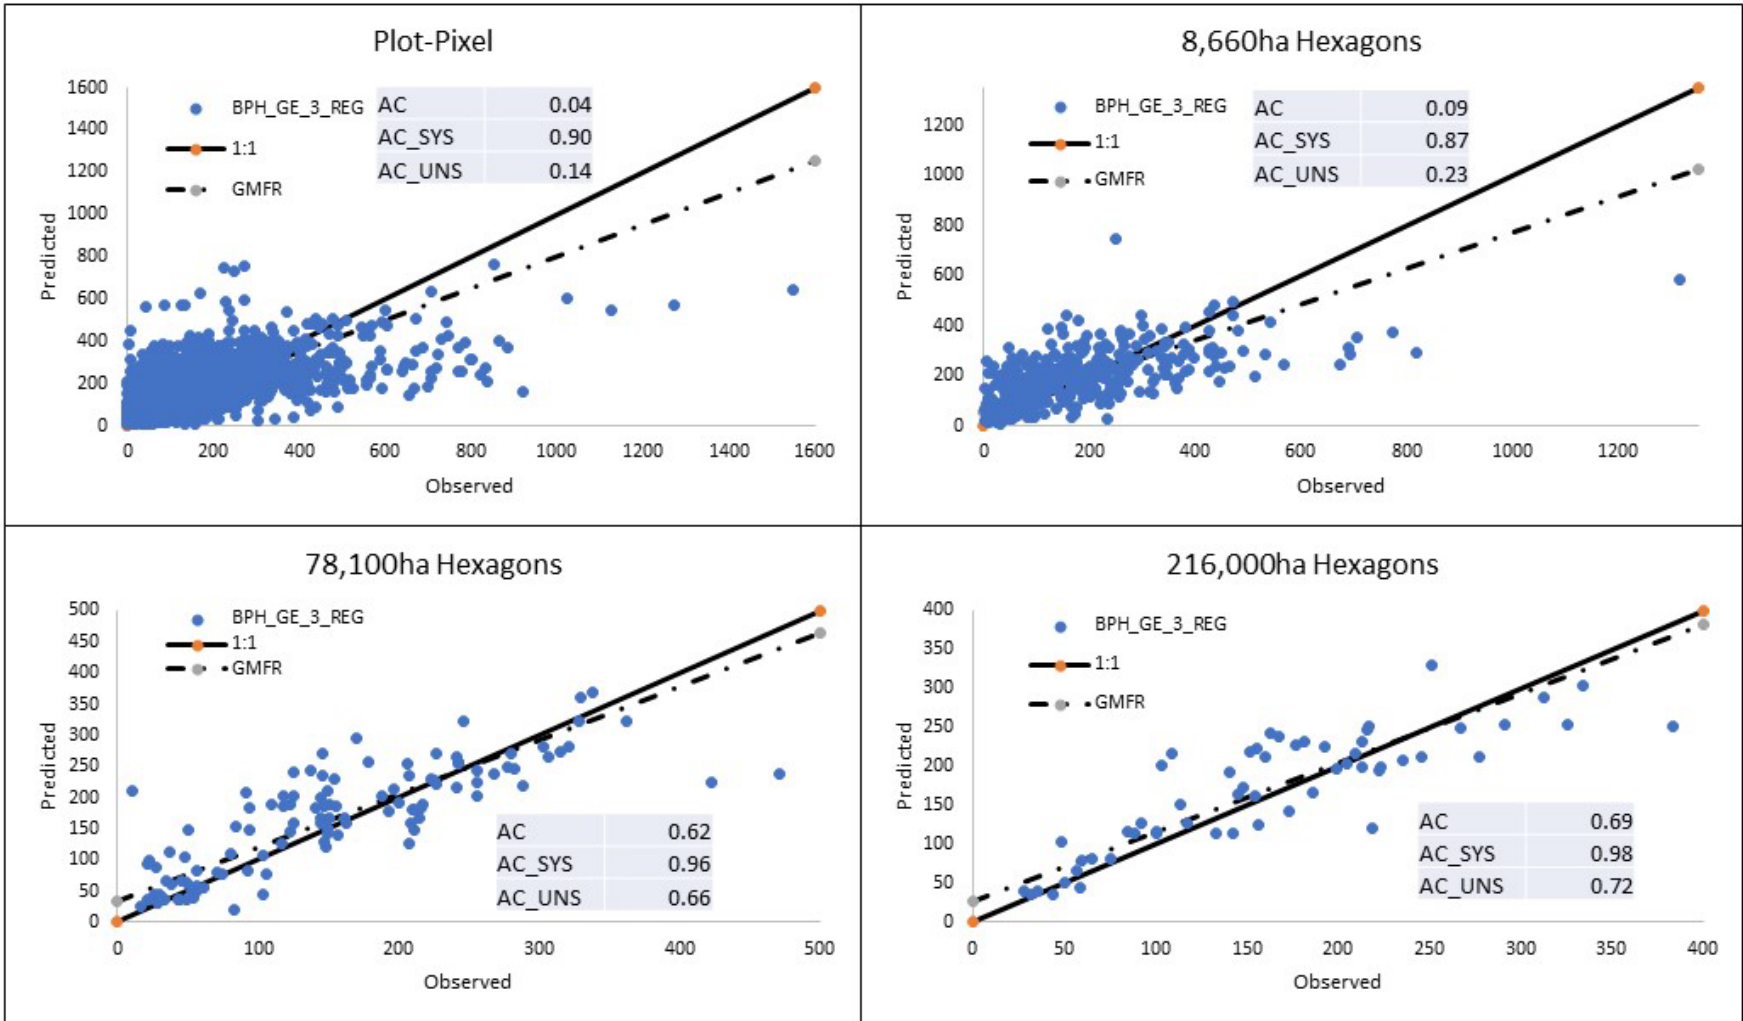 Plot-Pixel
1600
1400
1200
1000
800
600
400
200
0
Predicted
BPH_GE_3_REG
1:1
GMFR
AC 0.04
AC_SYS 0.90
AC_UNS 0.14
0 200 400 600 800 1000 1200 1400 1600
Observed
8,660ha Hexagons
1200
1000
800
600
400
200
0
Predicted
BPH_GE_3_REG
1:1
GMFR
AC 0.09
AC_SYS 0.87
AC_UNS 0.23
0 200 400 600 800 1000 1200
Observed
78,100ha Hexagons
500
450
400
350
300
250
200
150
100
50
0
Predicted
BPH_GE_3_REG
1:1
GMFR
AC 0.62
AC_SYS 0.96
AC_UNS 0.66
0 100 200 300 400 500
Observed
216,000ha Hexagons
400
350
300
250
200
150
100
50
0
Predicted
BPH_GE_3_REG
1:1
GMFR
AC 0.69
AC_SYS 0.98
AC_UNS 0.72
0 50 100 150 200 250 300 350 400
Observed